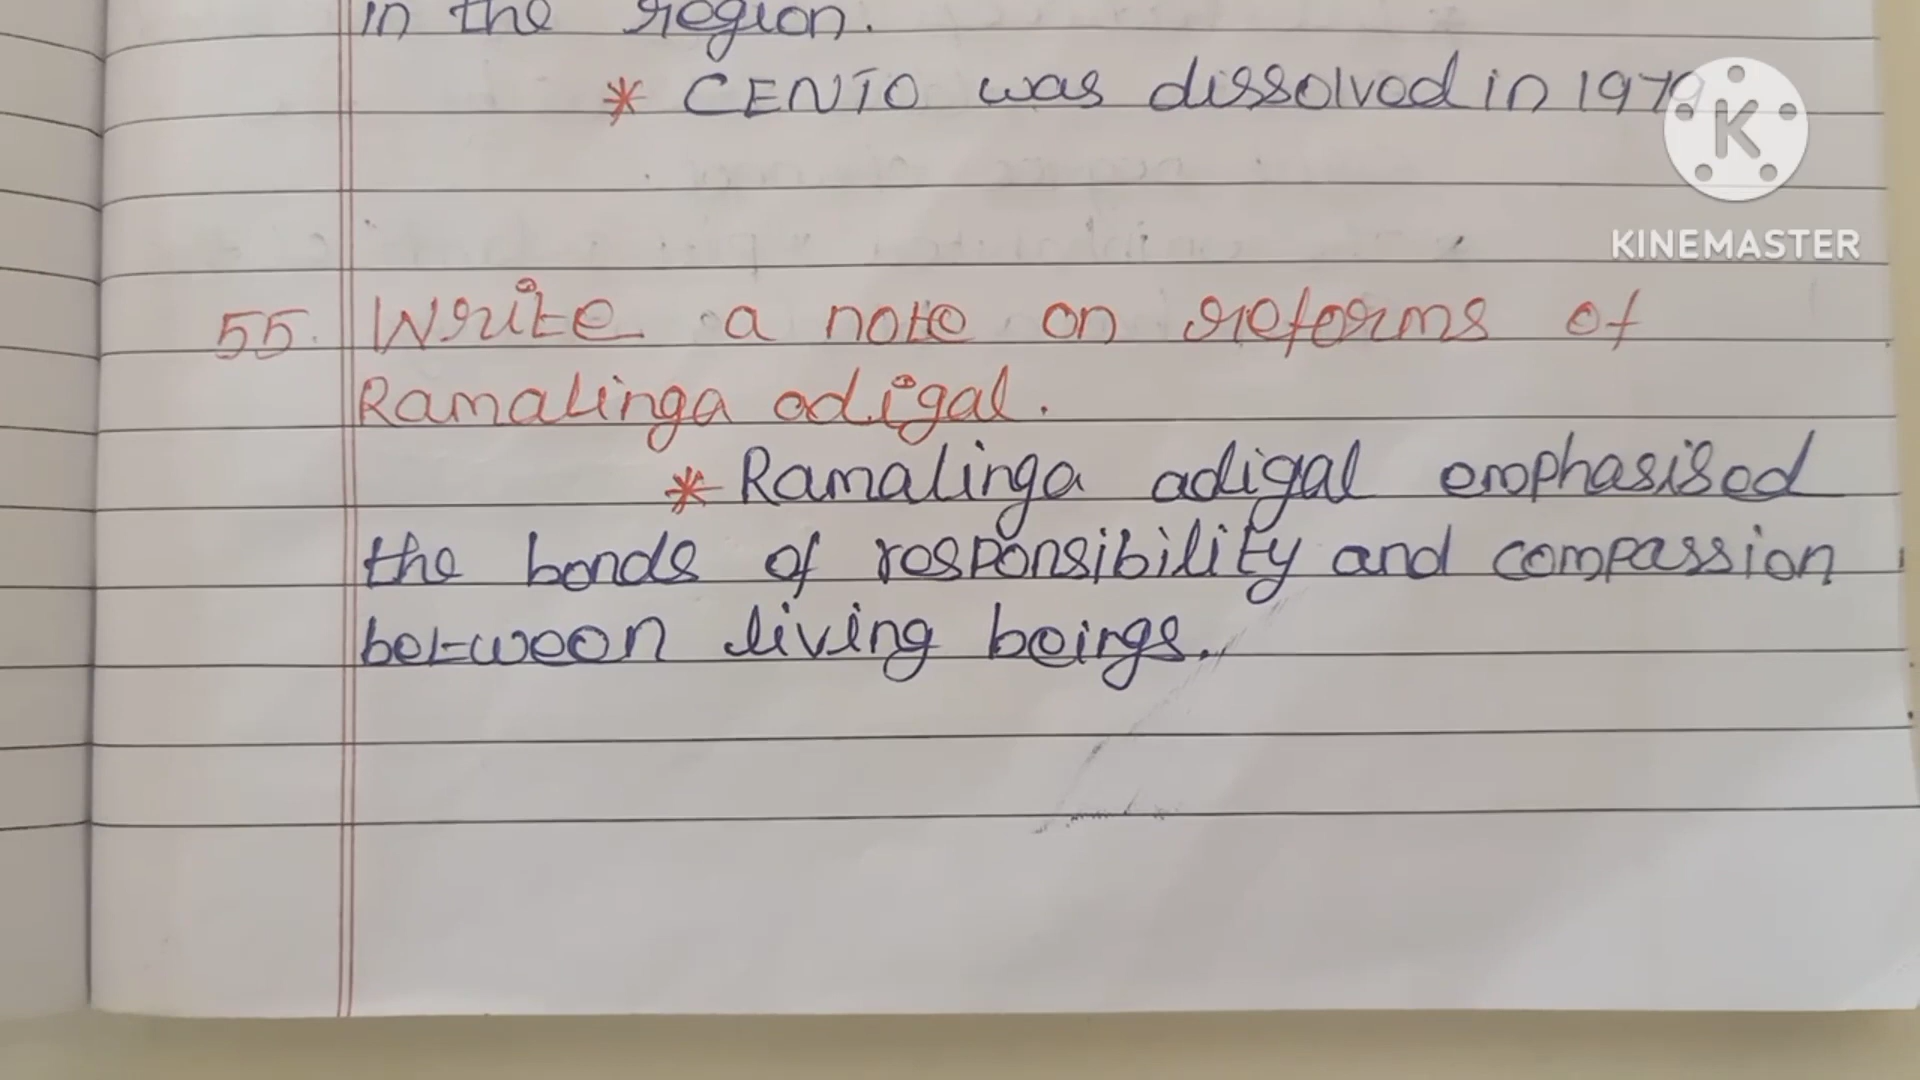 in the region.
* CENTO was dissolved in 1979
K
KINEMASTER
55. Write a note on reforms of
Ramalinga adigal.
* Ramalinga adigal emphasised
the bonds of responsibility and compassion
between living beings.